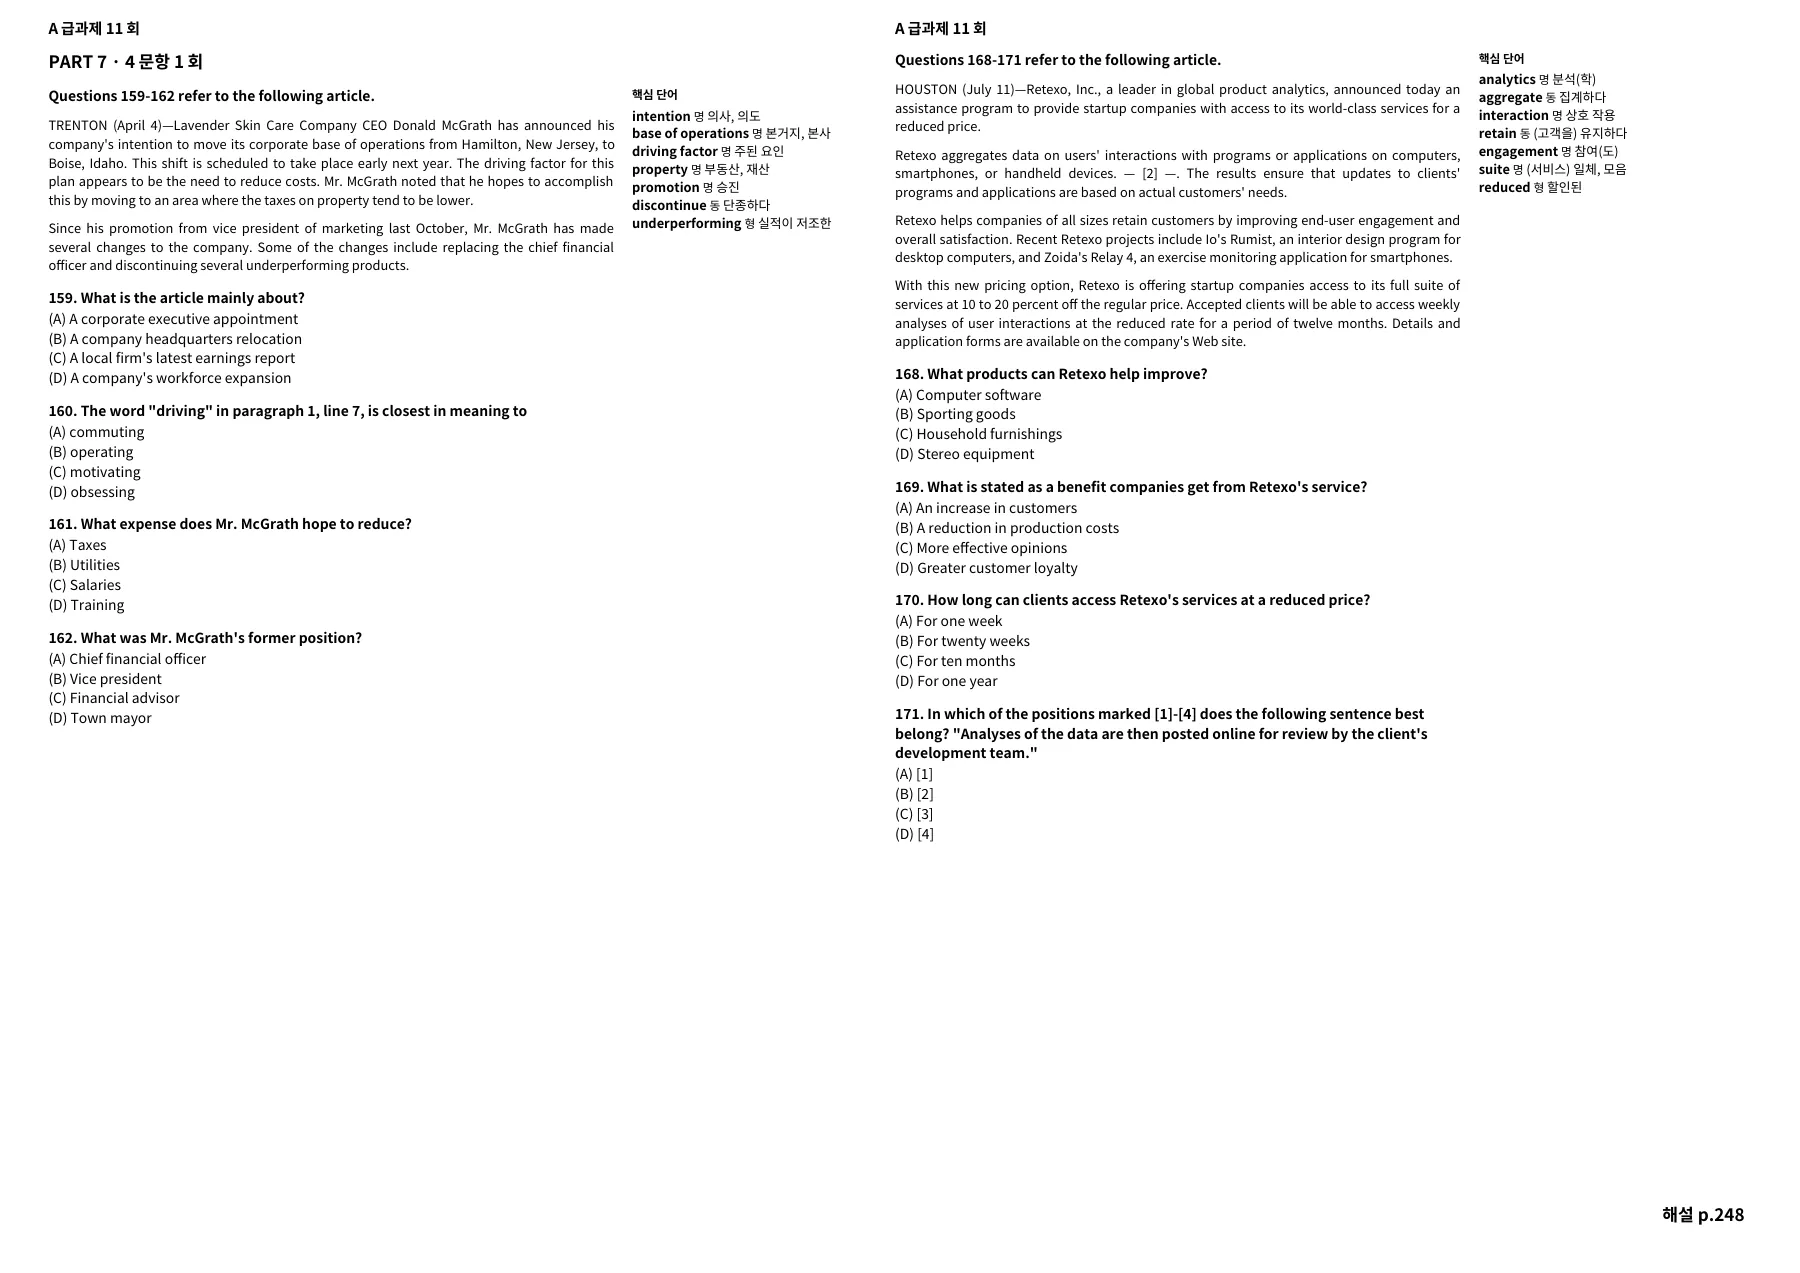 A 급과제 11 회
PART 7 · 4 문항 1 회
Questions 159-162 refer to the following article.
TRENTON (April 4)—Lavender Skin Care Company CEO Donald McGrath has announced his
company's intention to move its corporate base of operations from Hamilton, New Jersey, to
Boise, Idaho. This shift is scheduled to take place early next year. The driving factor for this
plan appears to be the need to reduce costs. Mr. McGrath noted that he hopes to accomplish
this by moving to an area where the taxes on property tend to be lower.
Since his promotion from vice president of marketing last October, Mr. McGrath has made
several changes to the company. Some of the changes include replacing the chief financial
officer and discontinuing several underperforming products.
159. What is the article mainly about?
(A) A corporate executive appointment
(B) A company headquarters relocation
(C) A local firm's latest earnings report
(D) A company's workforce expansion
160. The word "driving" in paragraph 1, line 7, is closest in meaning to
(A) commuting
(B) operating
(C) motivating
(D) obsessing
161. What expense does Mr. McGrath hope to reduce?
(A) Taxes
(B) Utilities
(C) Salaries
(D) Training
162. What was Mr. McGrath's former position?
(A) Chief financial officer
(B) Vice president
(C) Financial advisor
(D) Town mayor
핵심 단어
intention 명 의사, 의도
base of operations 명 본거지, 본사
driving factor 명 주된 요인
property 명 부동산, 재산
promotion 명 승진
discontinue 동 단종하다
underperforming 형 실적이 저조한
A 급과제 11 회
Questions 168-171 refer to the following article.
HOUSTON (July 11)—Retexo, Inc., a leader in global product analytics, announced today an
assistance program to provide startup companies with access to its world-class services for a
reduced price.
Retexo aggregates data on users' interactions with programs or applications on computers,
smartphones, or handheld devices. — [2] —. The results ensure that updates to clients'
programs and applications are based on actual customers' needs.
Retexo helps companies of all sizes retain customers by improving end-user engagement and
overall satisfaction. Recent Retexo projects include Io's Rumist, an interior design program for
desktop computers, and Zoida's Relay 4, an exercise monitoring application for smartphones.
With this new pricing option, Retexo is offering startup companies access to its full suite of
services at 10 to 20 percent off the regular price. Accepted clients will be able to access weekly
analyses of user interactions at the reduced rate for a period of twelve months. Details and
application forms are available on the company's Web site.
168. What products can Retexo help improve?
(A) Computer software
(B) Sporting goods
(C) Household furnishings
(D) Stereo equipment
169. What is stated as a benefit companies get from Retexo's service?
(A) An increase in customers
(B) A reduction in production costs
(C) More effective opinions
(D) Greater customer loyalty
170. How long can clients access Retexo's services at a reduced price?
(A) For one week
(B) For twenty weeks
(C) For ten months
(D) For one year
171. In which of the positions marked [1]-[4] does the following sentence best
belong? "Analyses of the data are then posted online for review by the client's
development team."
(A) [1]
(B) [2]
(C) [3]
(D) [4]
핵심 단어
analytics 명 분석(학)
aggregate 동 집계하다
interaction 명 상호 작용
retain 동 (고객을) 유지하다
engagement 명 참여(도)
suite 명 (서비스) 일체, 모음
reduced 형 할인된
해설 p.248